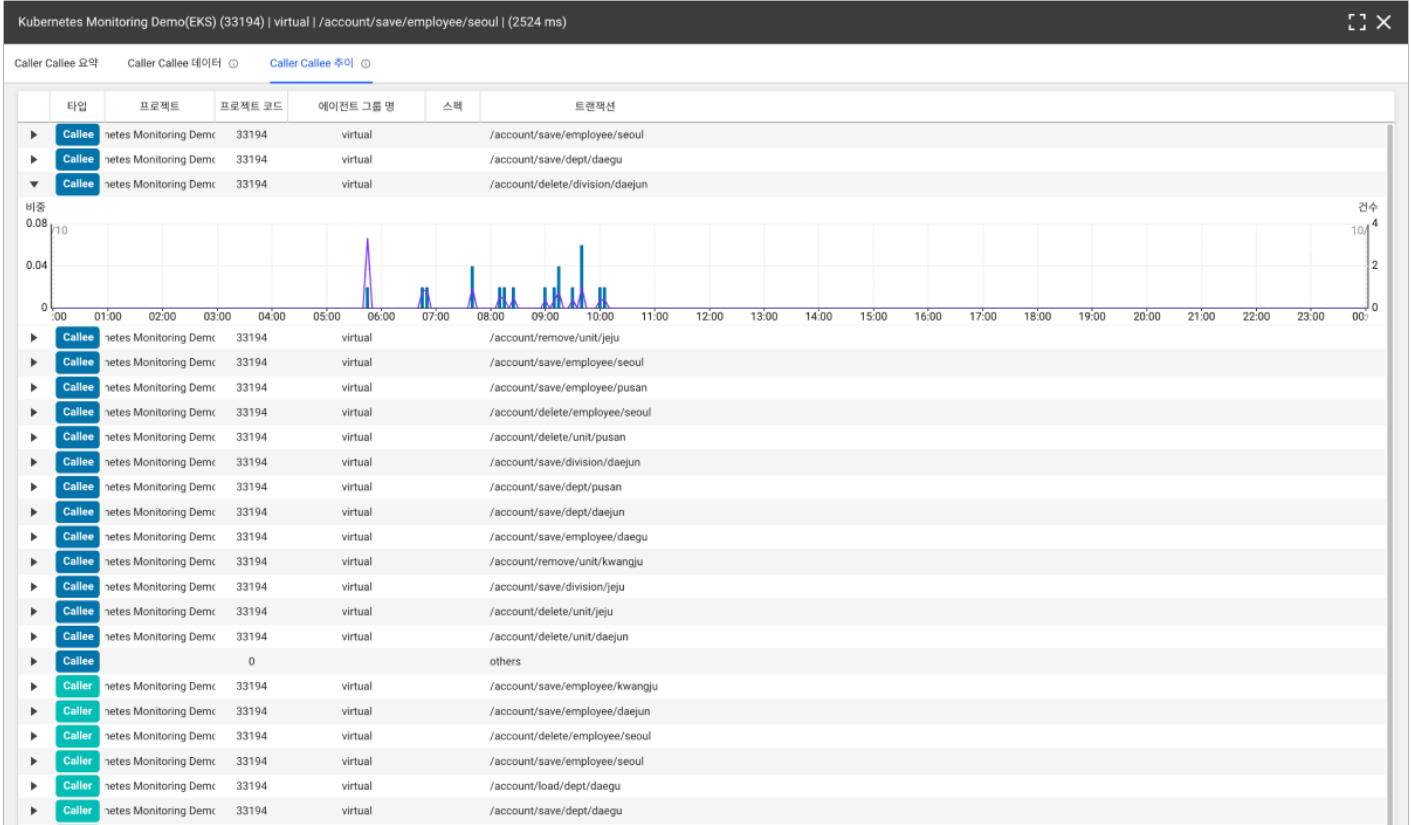 Kubernetes Monitoring Demo(EKS) (33194) | virtual | /account/save/employee/seoul | (2524 ms)
Caller Callee 요약 Caller Callee 데이터 Caller Callee 추이
타입 프로젝트 프로젝트 코드 에이전트 그룹 명 스펙 트랜잭션
Callee netes Monitoring Demo 33194 virtual /account/save/employee/seoul
Callee netes Monitoring Demo 33194 virtual /account/save/dept/daegu
Callee netes Monitoring Demo 33194 virtual /account/delete/division/daejun
비중 건수
0.08 /10 10/ 4
0.04 2
0 0
:00 01:00 02:00 03:00 04:00 05:00 06:00 07:00 08:00 09:00 10:00 11:00 12:00 13:00 14:00 15:00 16:00 17:00 18:00 19:00 20:00 21:00 22:00 23:00 00:
Callee netes Monitoring Demo 33194 virtual /account/remove/unit/jeju
Callee netes Monitoring Demo 33194 virtual /account/save/employee/seoul
Callee netes Monitoring Demo 33194 virtual /account/save/employee/pusan
Callee netes Monitoring Demo 33194 virtual /account/delete/employee/seoul
Callee netes Monitoring Demo 33194 virtual /account/delete/unit/pusan
Callee netes Monitoring Demo 33194 virtual /account/save/division/daejun
Callee netes Monitoring Demo 33194 virtual /account/save/dept/pusan
Callee netes Monitoring Demo 33194 virtual /account/save/dept/daejun
Callee netes Monitoring Demo 33194 virtual /account/save/employee/daegu
Callee netes Monitoring Demo 33194 virtual /account/remove/unit/kwangju
Callee netes Monitoring Demo 33194 virtual /account/save/division/jeju
Callee netes Monitoring Demo 33194 virtual /account/delete/unit/jeju
Callee netes Monitoring Demo 33194 virtual /account/delete/unit/daejun
Callee 0 others
Caller netes Monitoring Demo 33194 virtual /account/save/employee/kwangju
Caller netes Monitoring Demo 33194 virtual /account/save/employee/daejun
Caller netes Monitoring Demo 33194 virtual /account/delete/employee/seoul
Caller netes Monitoring Demo 33194 virtual /account/save/employee/seoul
Caller netes Monitoring Demo 33194 virtual /account/load/dept/daegu
Caller netes Monitoring Demo 33194 virtual /account/save/dept/daegu